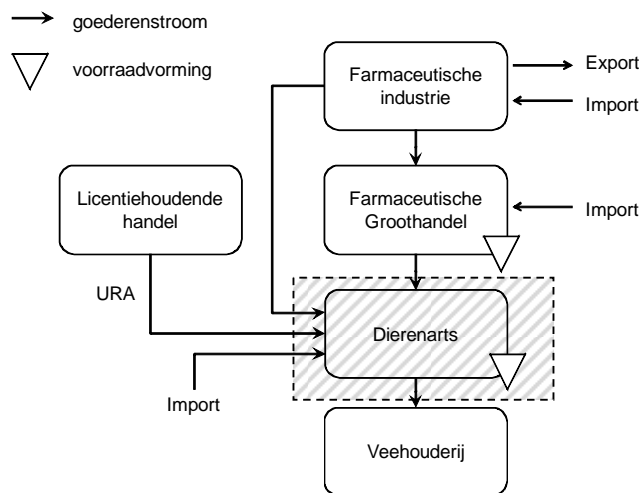 goederenstroom
voorraadvorming
Farmaceutische
industrie
Export
Import
Licentiehoudende
handel
Farmaceutische
Groothandel
Import
URA
Dierenarts
Import
Veehouderij